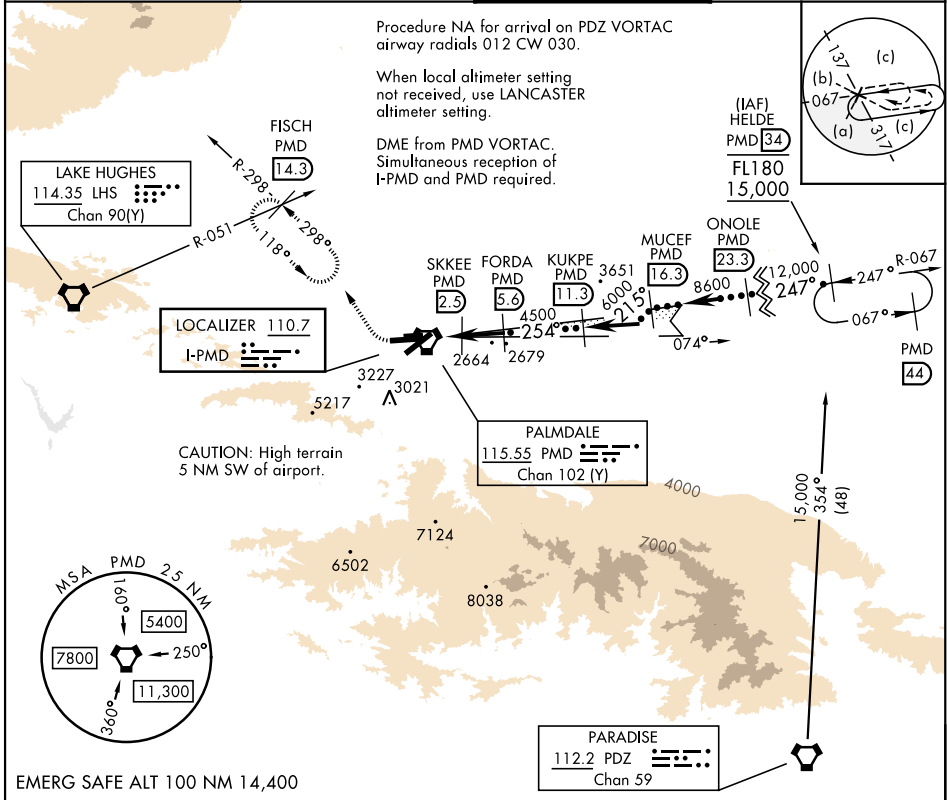 Procedure NA for arrival on PDZ VORTAC
airway radials 012 CW 030.
When local altimeter setting
not received, use LANCASTER
altimeter setting.
DME from PMD VORTAC.
Simultaneous reception of
I-PMD and PMD required.
137
(c)
(b)
067
(a)
(c)
317
(IAF)
HELDE
PMD 34
FL180
15,000
FISCH
PMD
14.3
R-298
298°
118°
LAKE HUGHES
114.35 LHS
Chan 90(Y)
R-051
SKKEE
PMD
2.5
FORDA
PMD
5.6
KUKPE
PMD
11.3
3651
MUCEF
PMD
16.3
ONOLE
PMD
23.3
4500
254°
6000
215°
8600
12,000
247°
247°
R-067
067°
074°
PMD
44
LOCALIZER 110.7
I-PMD
2664
2679
3227
3021
5217
CAUTION: High terrain
5 NM SW of airport.
PALMDALE
115.55 PMD
Chan 102 (Y)
4000
7000
15,000
354°
(48)
7124
6502
8038
MSA PMD 25 NM
190°
5400
7800
250°
11,300
360°
PARADISE
112.2 PDZ
Chan 59
EMERG SAFE ALT 100 NM 14,400